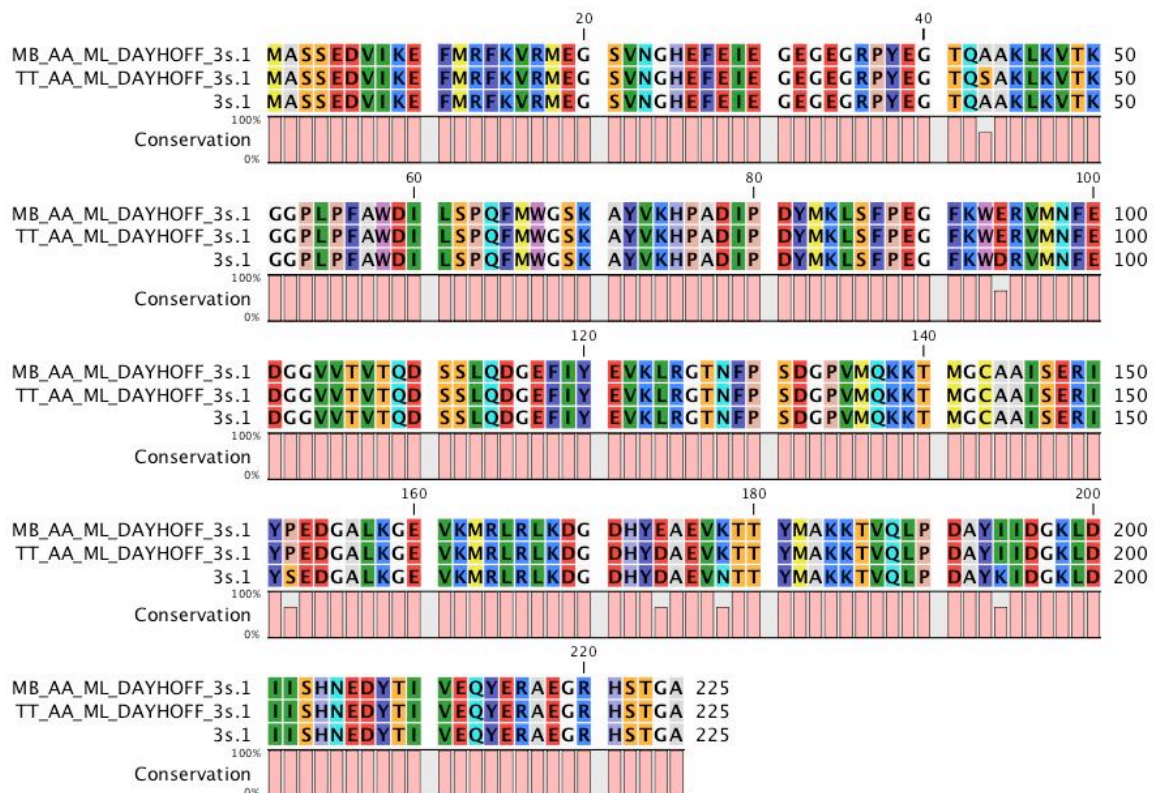 20 40
MB_AA_ML_DAYHOFF_3s.1 MASSEDVIKE FMRFKVRMEG SVNGHEFEIE GEGEGRPYEG TQAAKLKVTK 50
TT_AA_ML_DAYHOFF_3s.1 MASSEDVIKE FMRFKVRMEG SVNGHEFEIE GEGEGRPYEG TQSAKLKVTK 50
3s.1 MASSEDVIKE FMRFKVRMEG SVNGHEFEIE GEGEGRPYEG TQAAKLKVTK 50
100%
Conservation
0%
60 80 100
MB_AA_ML_DAYHOFF_3s.1 GGPLPFAWDI LSPQFMWGSK AYVKHPADIP DYMKLSFPEG FKWERVMNFE 100
TT_AA_ML_DAYHOFF_3s.1 GGPLPFAWDI LSPQFMWGSK AYVKHPADIP DYMKLSFPEG FKWERVMNFE 100
3s.1 GGPLPFAWDI LSPQFMWGSK AYVKHPADIP DYMKLSFPEG FKWDRVMNFE 100
100%
Conservation
0%
120 140
MB_AA_ML_DAYHOFF_3s.1 DGGVVTVTQD SSLQDGEFIY EVKLRGTNFP SDGPVMQKKT MGCAAISERI 150
TT_AA_ML_DAYHOFF_3s.1 DGGVVTVTQD SSLQDGEFIY EVKLRGTNFP SDGPVMQKKT MGCAAISERI 150
3s.1 DGGVVTVTQD SSLQDGEFIY EVKLRGTNFP SDGPVMQKKT MGCAAISERI 150
100%
Conservation
0%
160 180 200
MB_AA_ML_DAYHOFF_3s.1 YPEDGALKGE VKMRLRLKDG DHYEAEVKTT YMAKKTVQLP DAYIIDGKLD 200
TT_AA_ML_DAYHOFF_3s.1 YPEDGALKGE VKMRLRLKDG DHYDAEVKTT YMAKKTVQLP DAYIIDGKLD 200
3s.1 YSEDGALKGE VKMRLRLKDG DHYDAEVNTT YMAKKTVQLP DAYKIDGKLD 200
100%
Conservation
0%
220
MB_AA_ML_DAYHOFF_3s.1 IISHNEDYTI VEQYERAEGR HSTGA 225
TT_AA_ML_DAYHOFF_3s.1 IISHNEDYTI VEQYERAEGR HSTGA 225
3s.1 IISHNEDYTI VEQYERAEGR HSTGA 225
100%
Conservation
0%